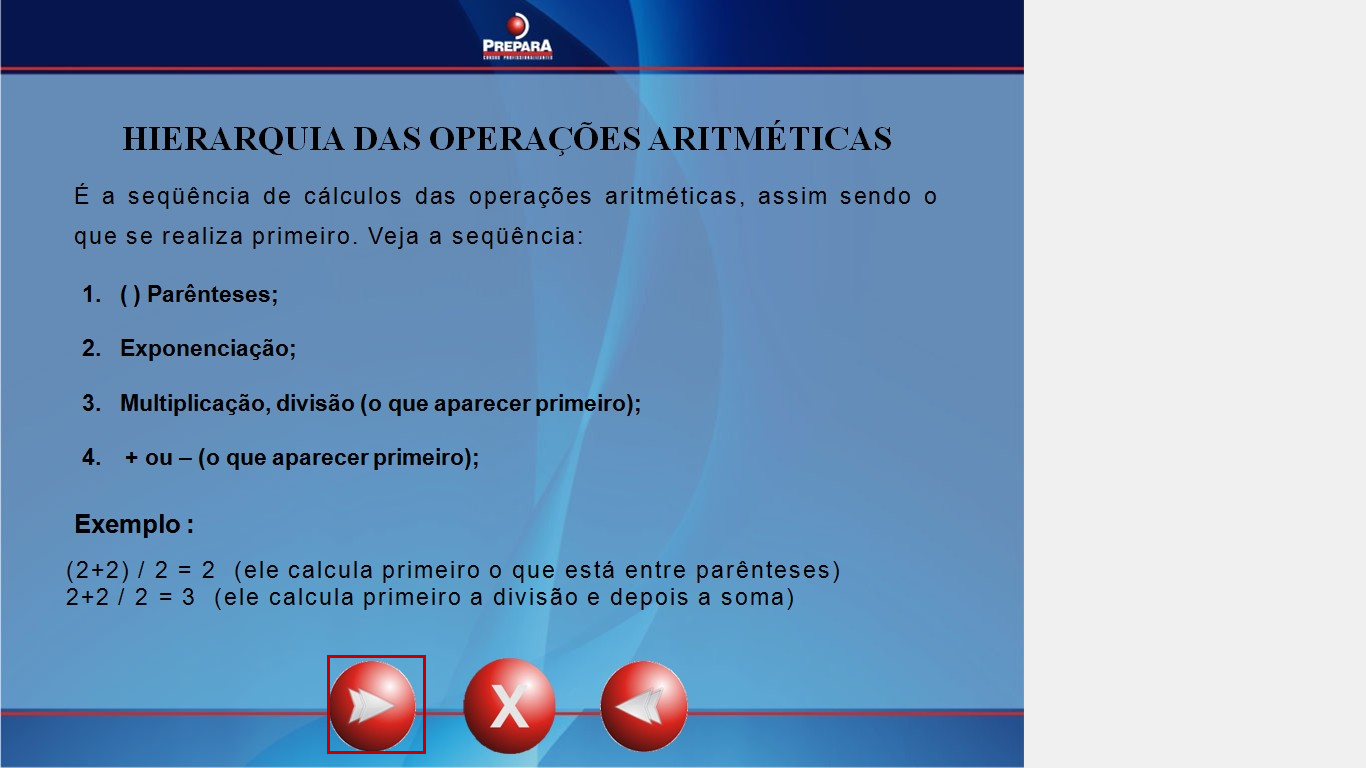 PREPARA
CURSOS PROFISSIONALIZANTES
HIERARQUIA DAS OPERAÇÕES ARITMÉTICAS
É a seqüência de cálculos das operações aritméticas, assim sendo o
que se realiza primeiro. Veja a seqüência:
1. ( ) Parênteses;
2. Exponenciação;
3. Multiplicação, divisão (o que aparecer primeiro);
4. + ou – (o que aparecer primeiro);
Exemplo :
(2+2) / 2 = 2 (ele calcula primeiro o que está entre parênteses)
2+2 / 2 = 3 (ele calcula primeiro a divisão e depois a soma)
X